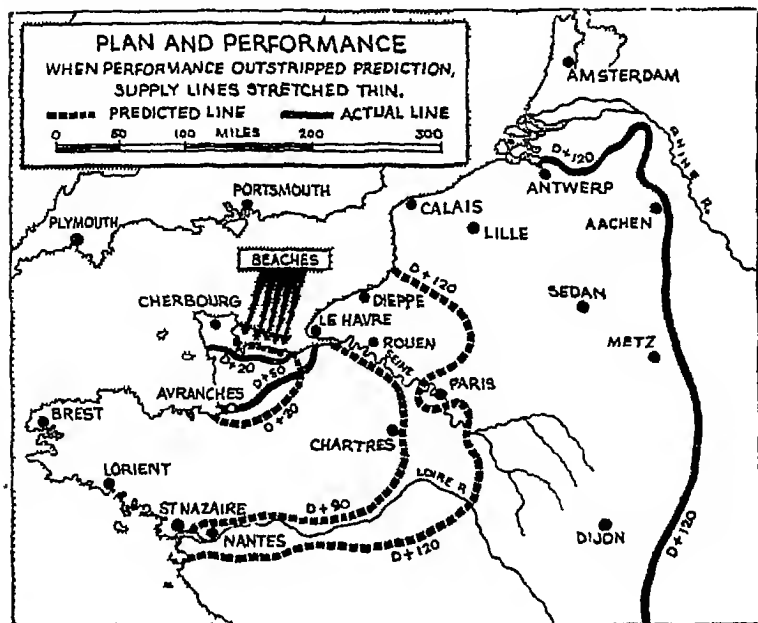 PLAN AND PERFORMANCE
WHEN PERFORMANCE OUTSTRIPPED PREDICTION,
SUPPLY LINES STRETCHED THIN.
PREDICTED LINE ACTUAL LINE
0 50 100 MILES 200 300
AMSTERDAM
RHINE R.
D+120
ANTWERP
PORTSMOUTH
CALAIS
AACHEN
PLYMOUTH
LILLE
BEACHES
D+120
SEDAN
DIEPPE
CHERBOURG
LE HAVRE
ROUEN
METZ
SEINE
D+20
D+50
PARIS
AVRANCHES
D+20
BREST
CHARTRES
LORIENT
LOIRE R
ST NAZAIRE
D+90
NANTES
D+120
DIJON
D+120